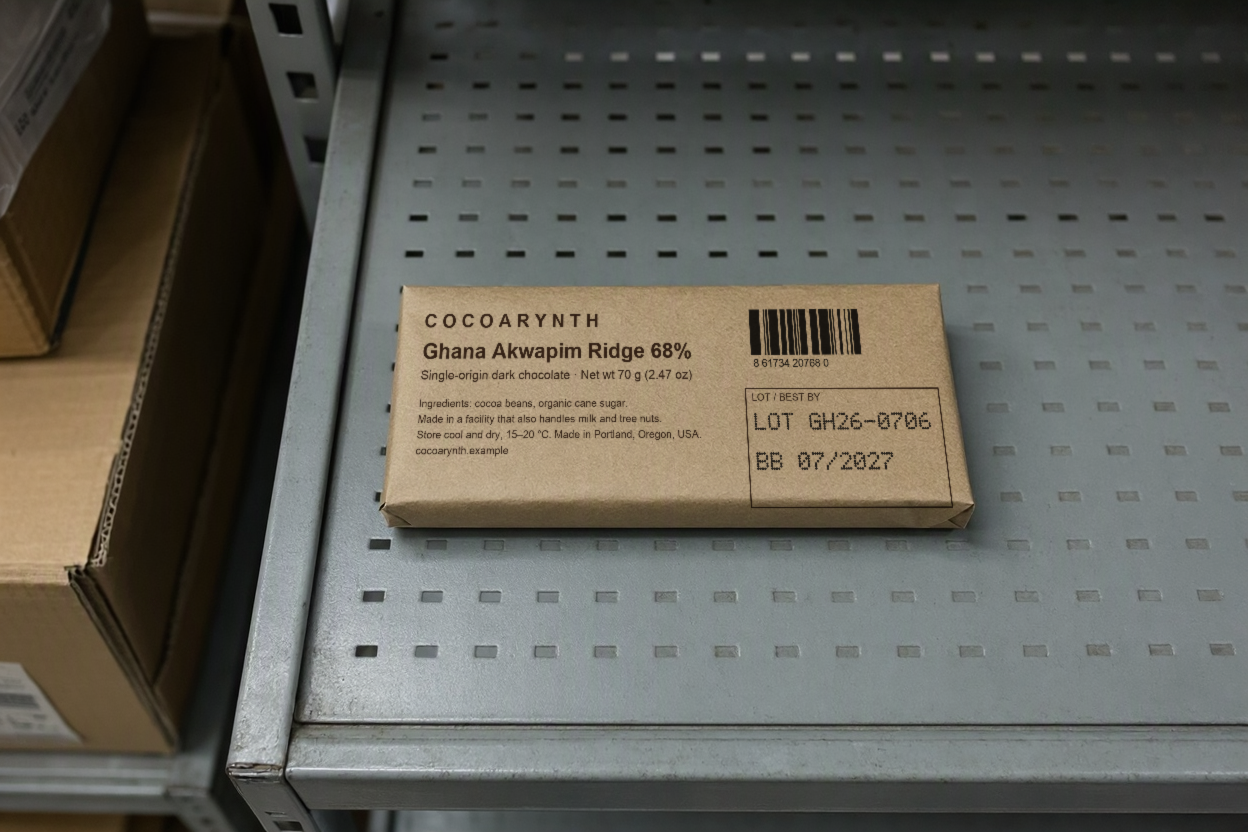 COCOARYNTH
Ghana Akwapim Ridge 68%
Single-origin dark chocolate · Net wt 70 g (2.47 oz)
Ingredients: cocoa beans, organic cane sugar.
Made in a facility that also handles milk and tree nuts.
Store cool and dry, 15–20 °C. Made in Portland, Oregon, USA.
cocoarynth.example
8 61734 20768 0
LOT / BEST BY
LOT GH26-0706
BB 07/2027